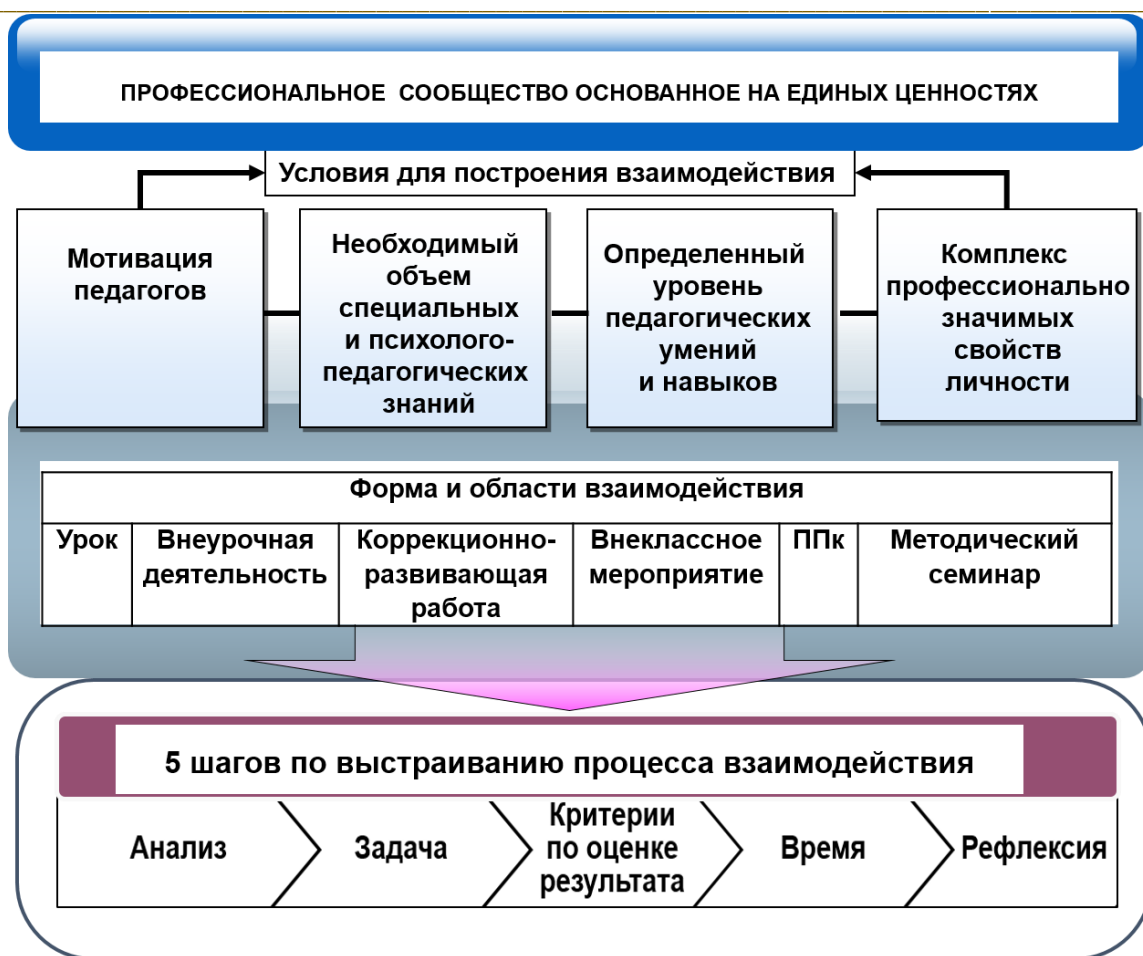 ПРОФЕССИОНАЛЬНОЕ СООБЩЕСТВО ОСНОВАННОЕ НА ЕДИНЫХ ЦЕННОСТЯХ
Условия для построения взаимодействия
Мотивация
педагогов
Необходимый
объем
специальных
и психолого-
педагогических
знаний
Определенный
уровень
педагогических
умений
и навыков
Комплекс
профессионально
значимых
свойств
личности
Форма и области взаимодействия
Урок
Внеурочная
деятельность
Коррекционно-
развивающая
работа
Внеклассное
мероприятие
ППк
Методический
семинар
5 шагов по выстраиванию процесса взаимодействия
Анализ
Задача
Критерии
по оценке
результата
Время
Рефлексия